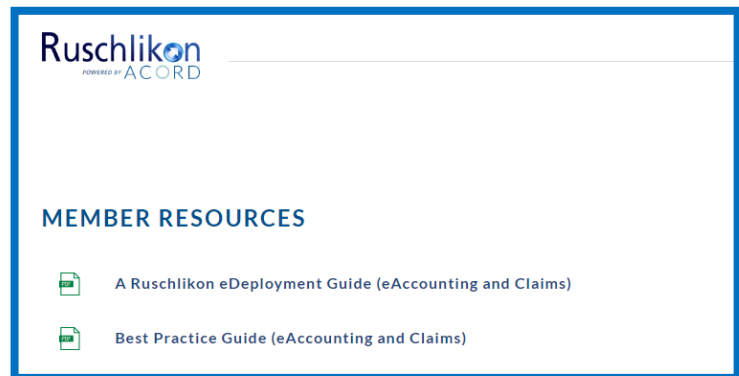 Ruschlikon
POWERED BY ACORD
MEMBER RESOURCES
PDF
A Ruschlikon eDeployment Guide (eAccounting and Claims)
PDF
Best Practice Guide (eAccounting and Claims)